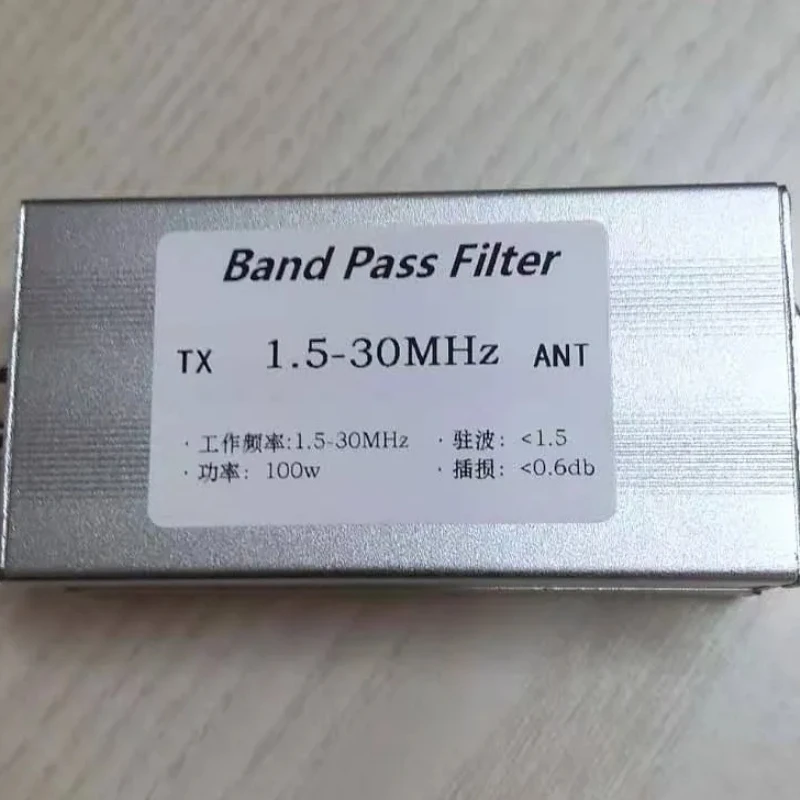 Band Pass Filter
TX 1.5-30MHz ANT
· 工作频率:1.5-30MHz · 驻波: <1.5
· 功率: 100w · 插损: <0.6db